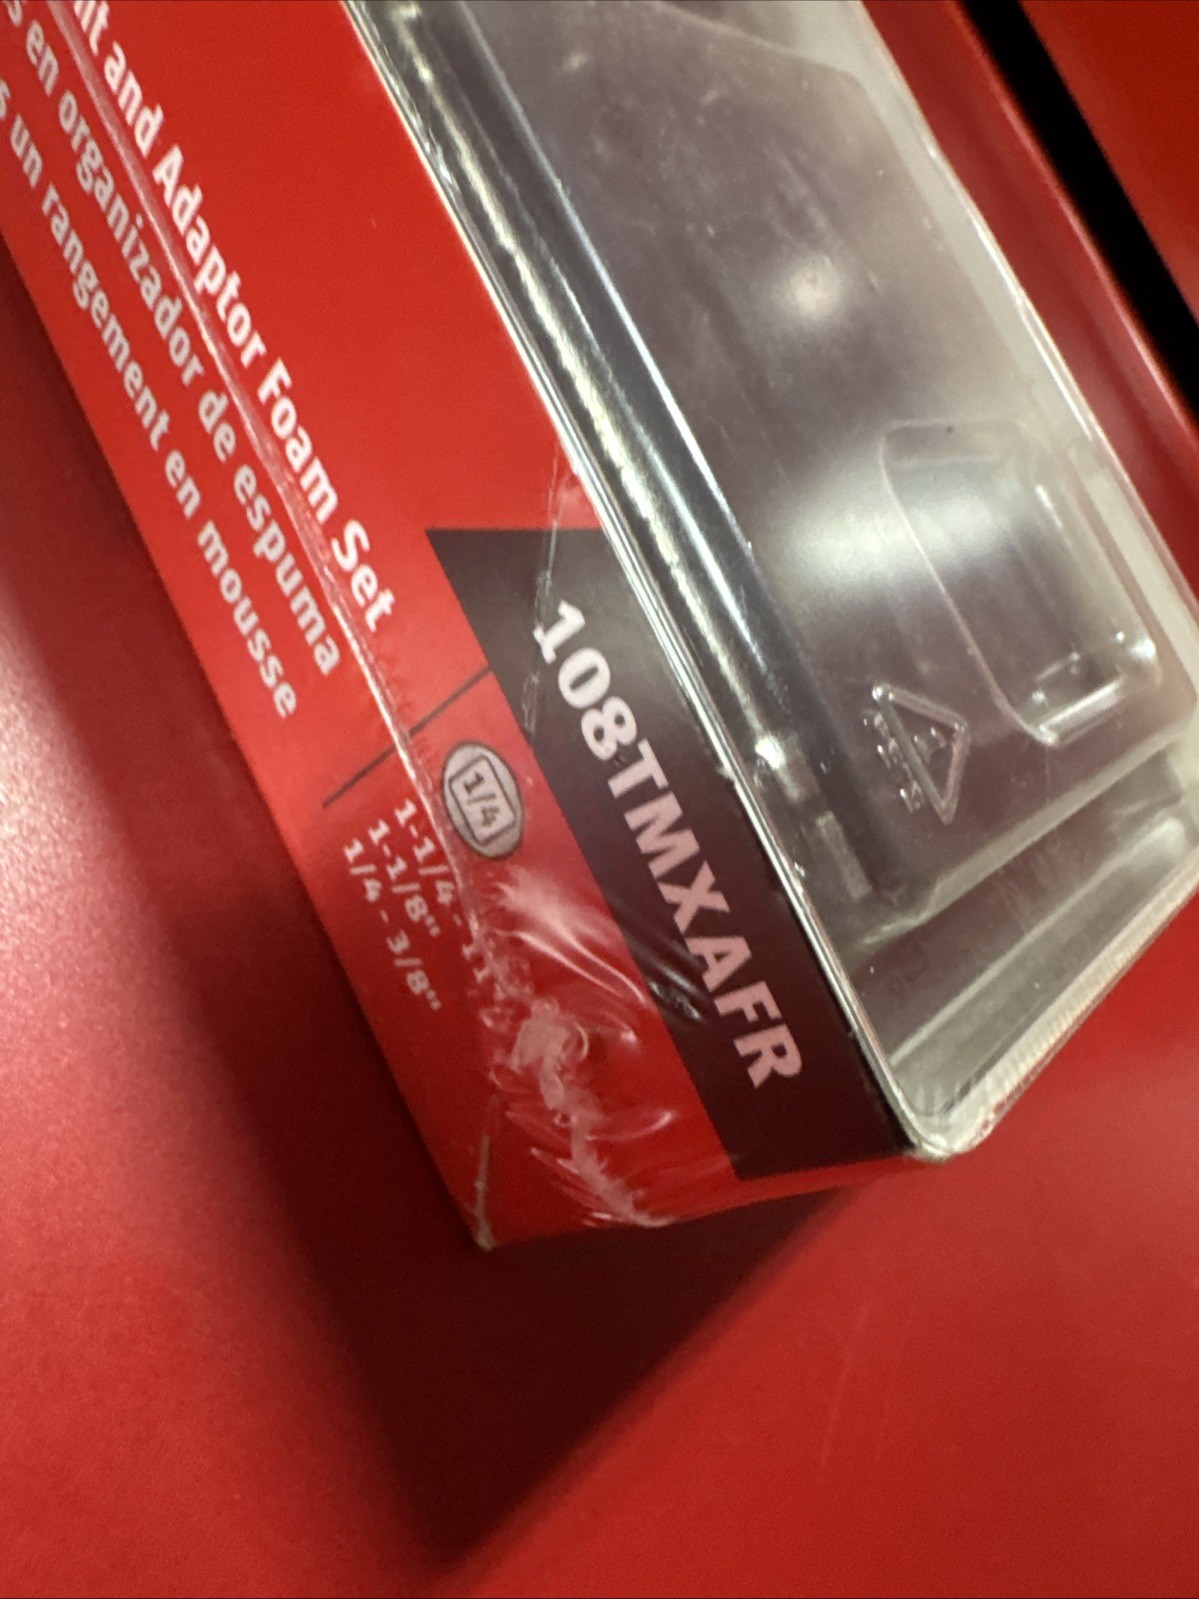 and Adaptor Foam Set
en organizador de espuma
un rangement en mousse
108TMXAFR
1/4
1-1/4 - 11
1-1/8"
1/4 - 3/8"